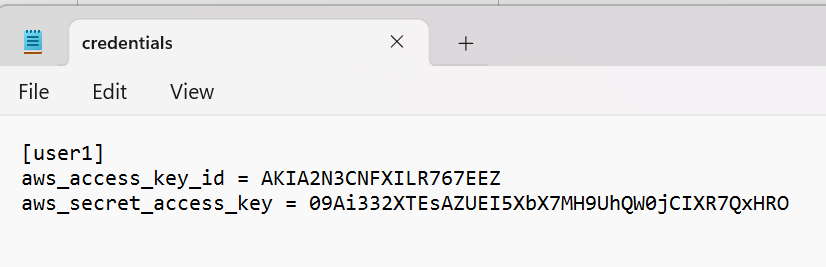 credentials
File Edit View
[user1]
aws_access_key_id = AKIA2N3CNFXILR767EEZ
aws_secret_access_key = 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